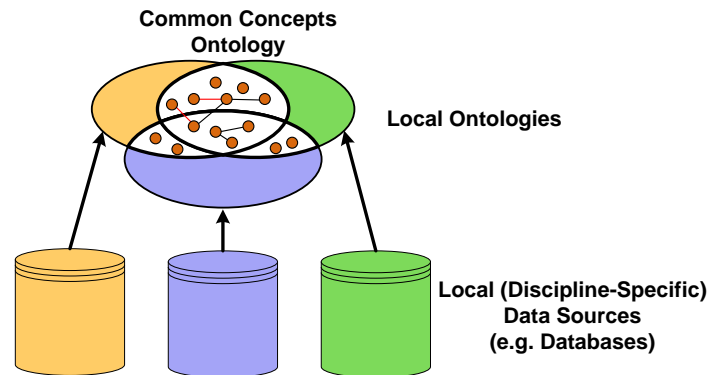 Common Concepts
Ontology
Local Ontologies
Local (Discipline-Specific)
Data Sources
(e.g. Databases)